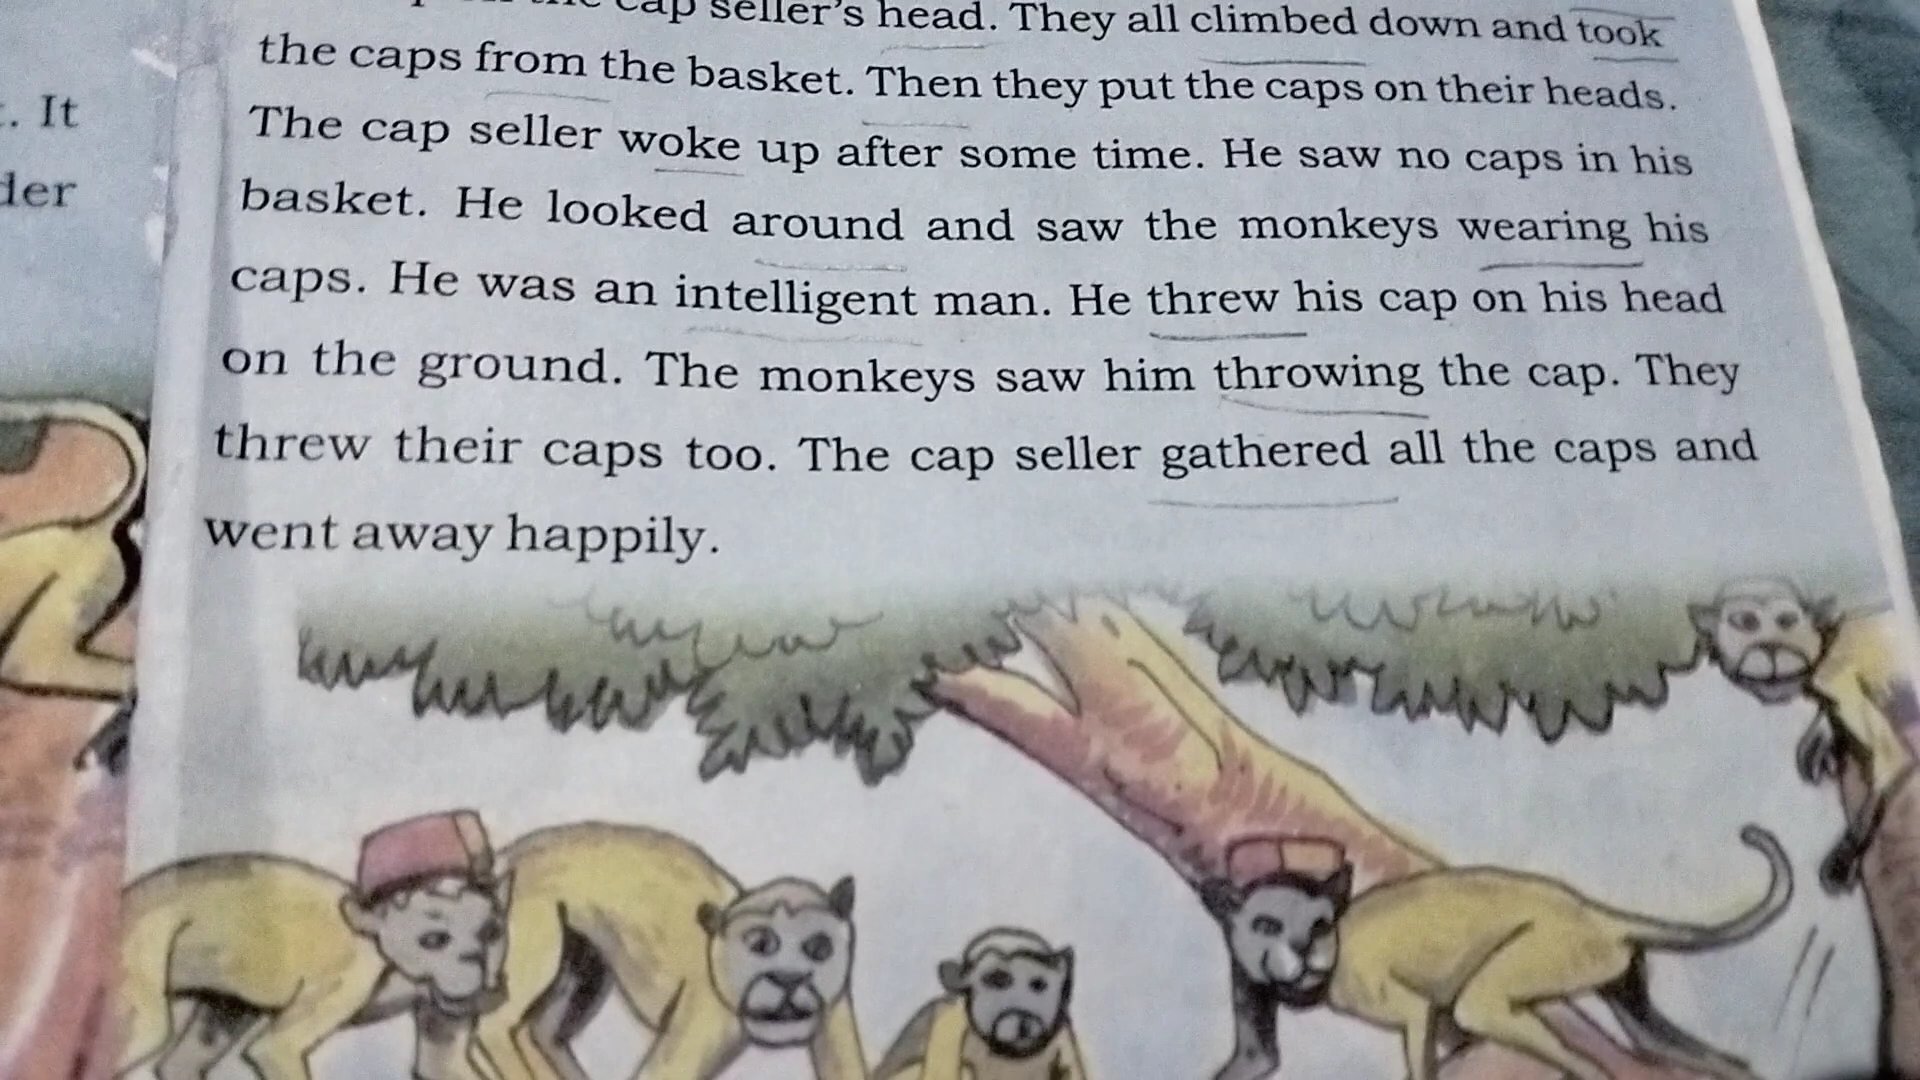 . It
der
the cap seller's head. They all climbed down and took
the caps from the basket. Then they put the caps on their heads.
The cap seller woke up after some time. He saw no caps in his
basket. He looked around and saw the monkeys wearing his
caps. He was an intelligent man. He threw his cap on his head
on the ground. The monkeys saw him throwing the cap. They
threw their caps too. The cap seller gathered all the caps and
went away happily.